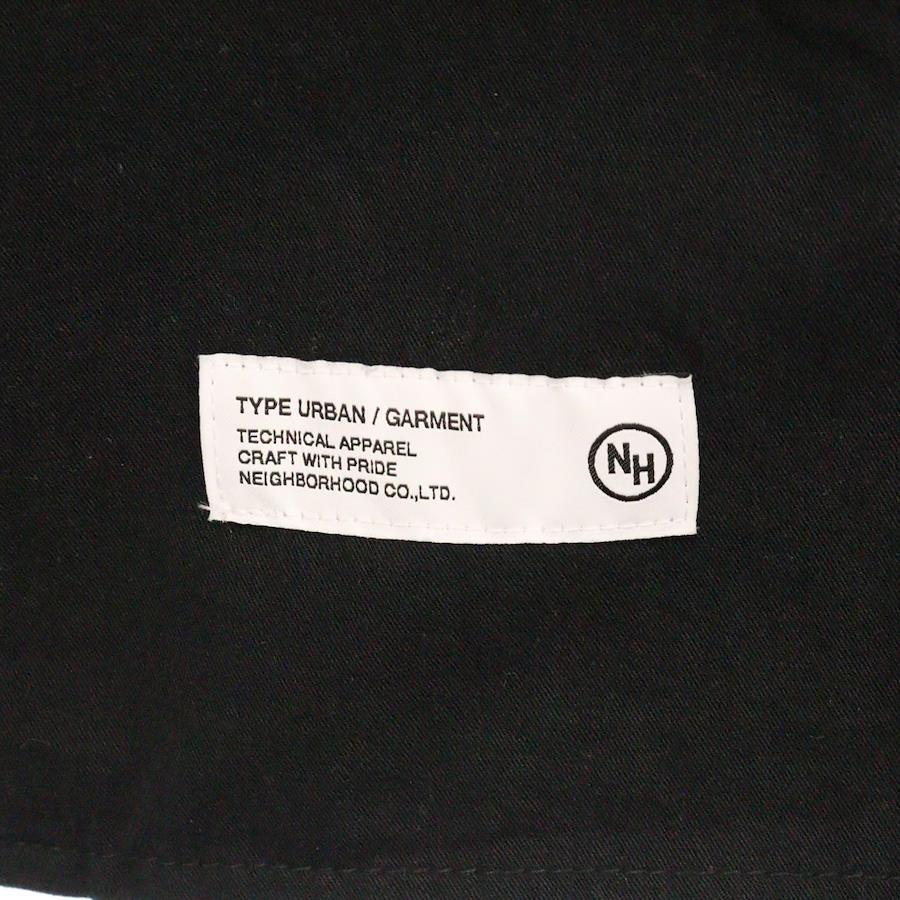 TYPE URBAN / GARMENT
TECHNICAL APPAREL
CRAFT WITH PRIDE
NEIGHBORHOOD CO.,LTD.
NH